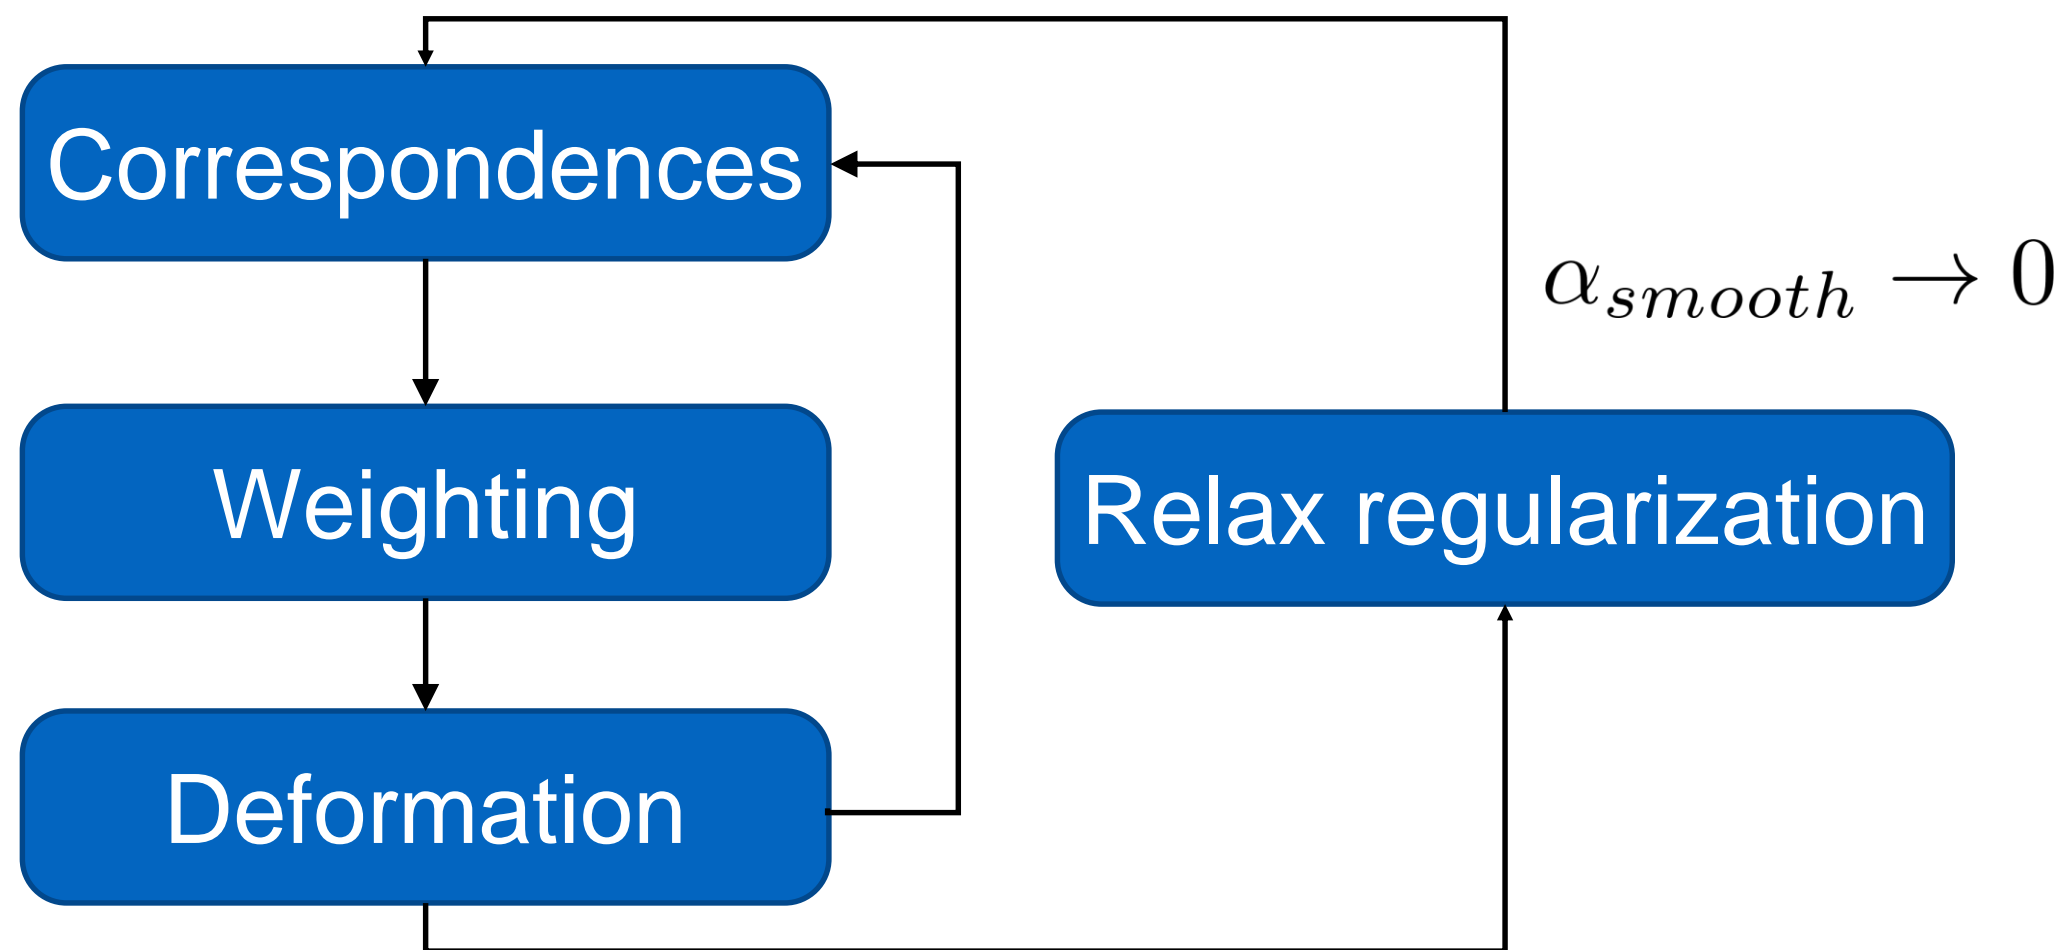 Correspondences
α_smooth → 0
Weighting
Relax regularization
Deformation